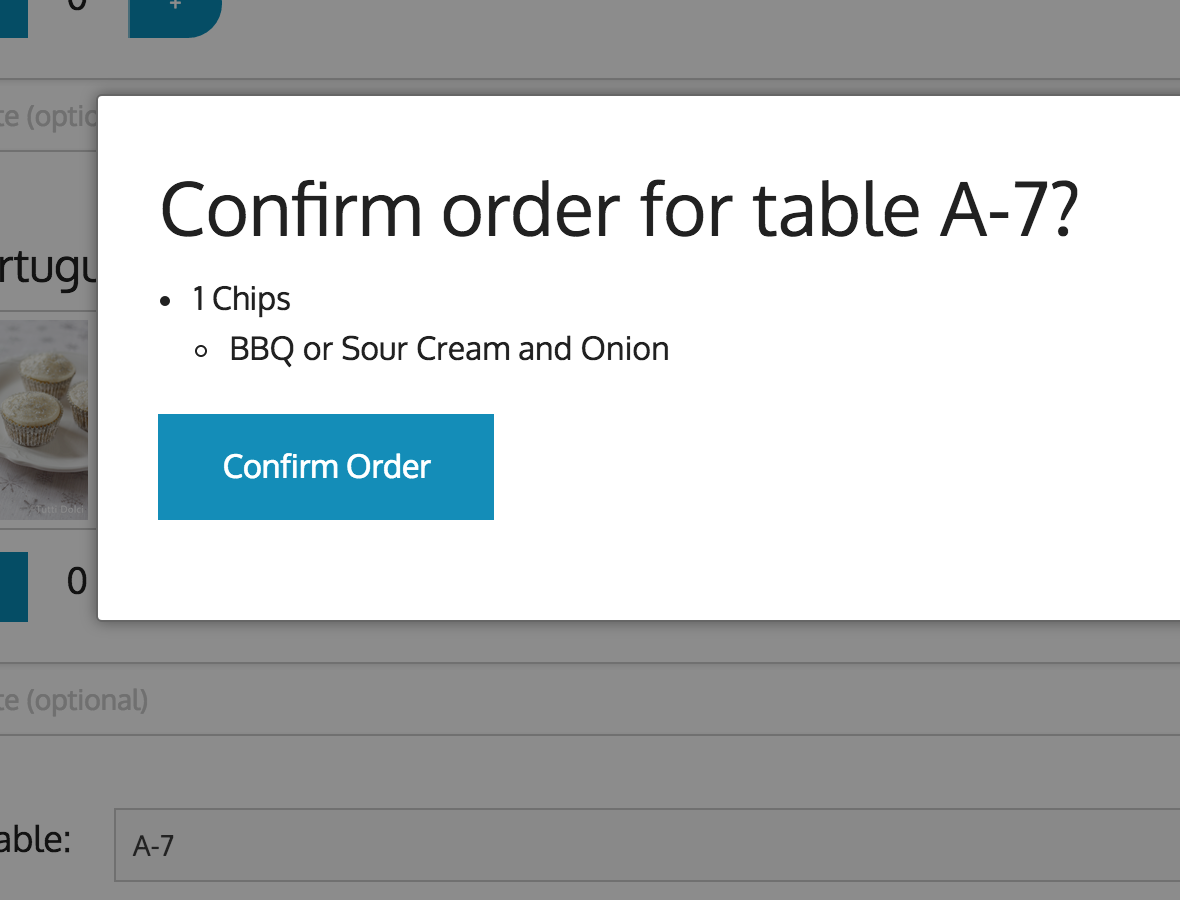 0 +
te (optio
Confirm order for table A-7?
rtugu
1 Chips
BBQ or Sour Cream and Onion
Confirm Order
Tutti Dolci
0
te (optional)
able: A-7